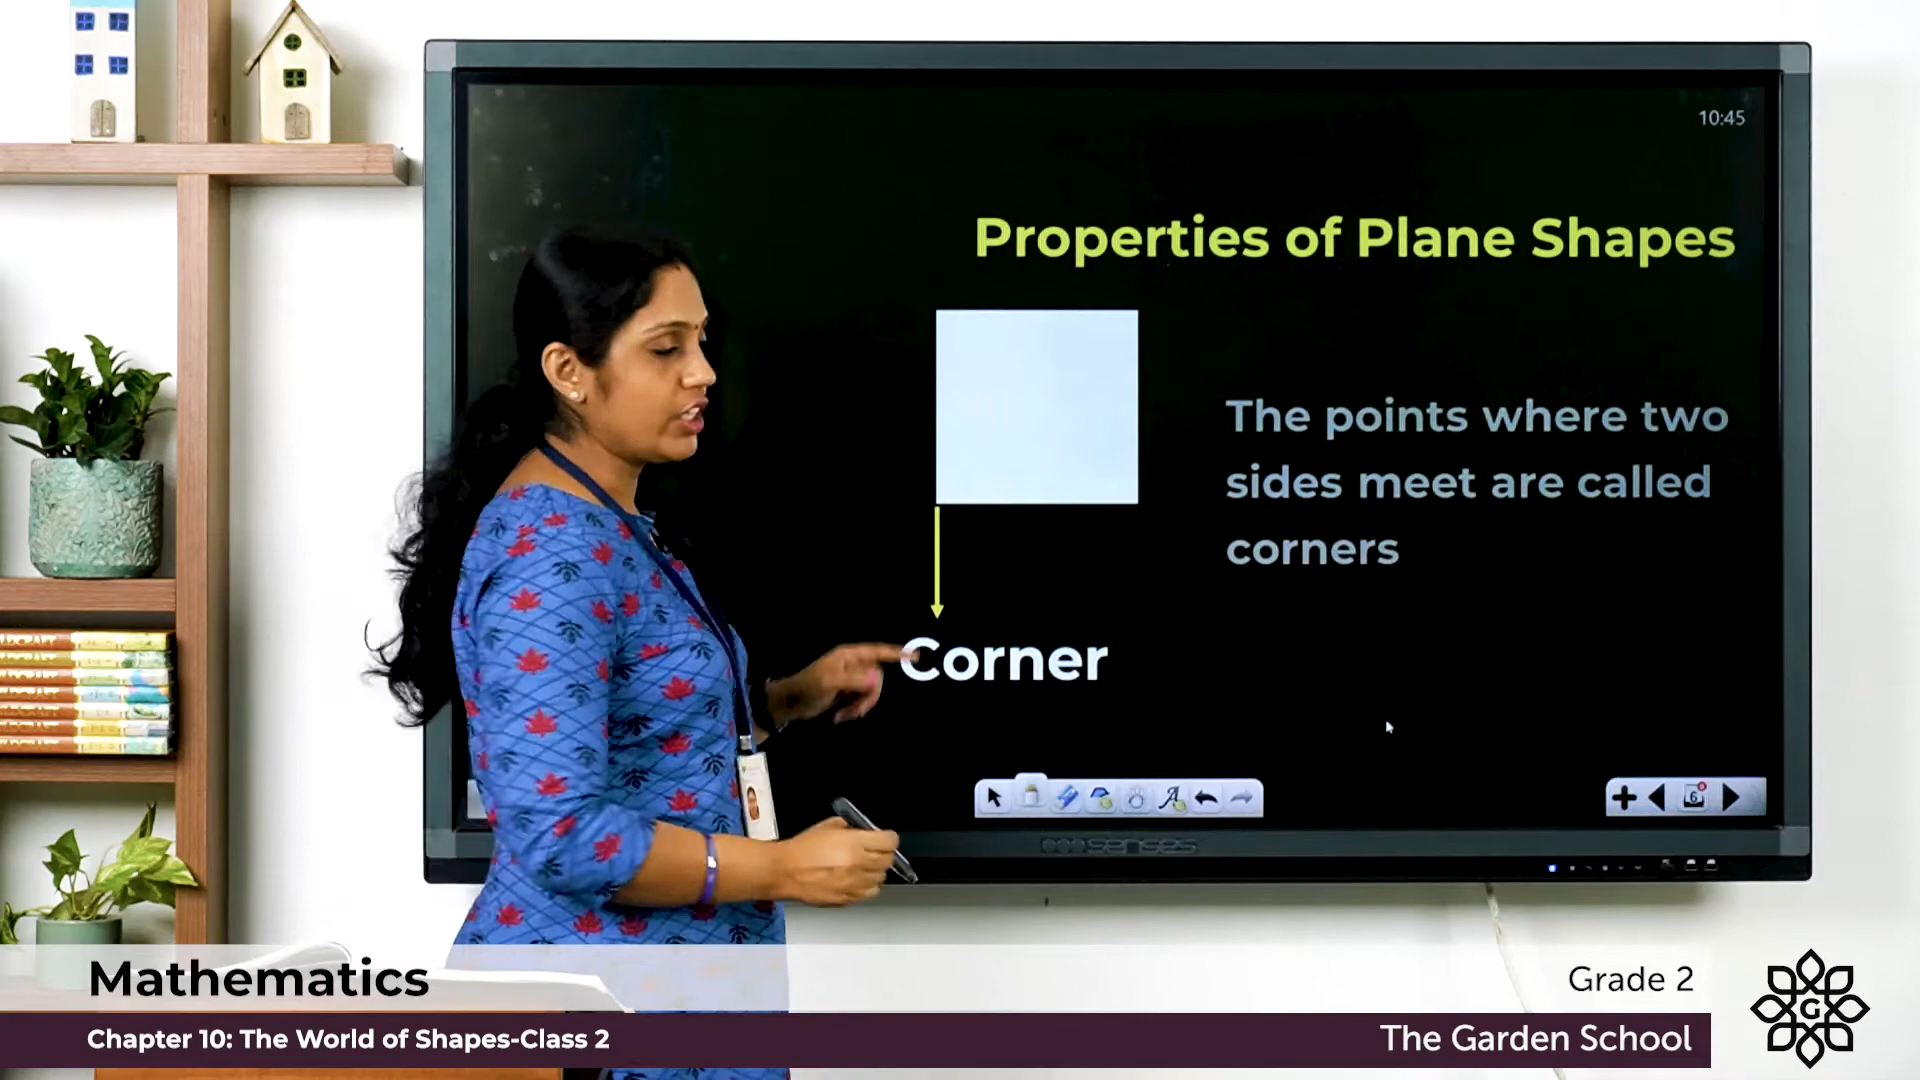 10:45
Properties of Plane Shapes
The points where two
sides meet are called
corners
Corner
6
Mathematics
Grade 2
Chapter 10: The World of Shapes-Class 2
The Garden School
G